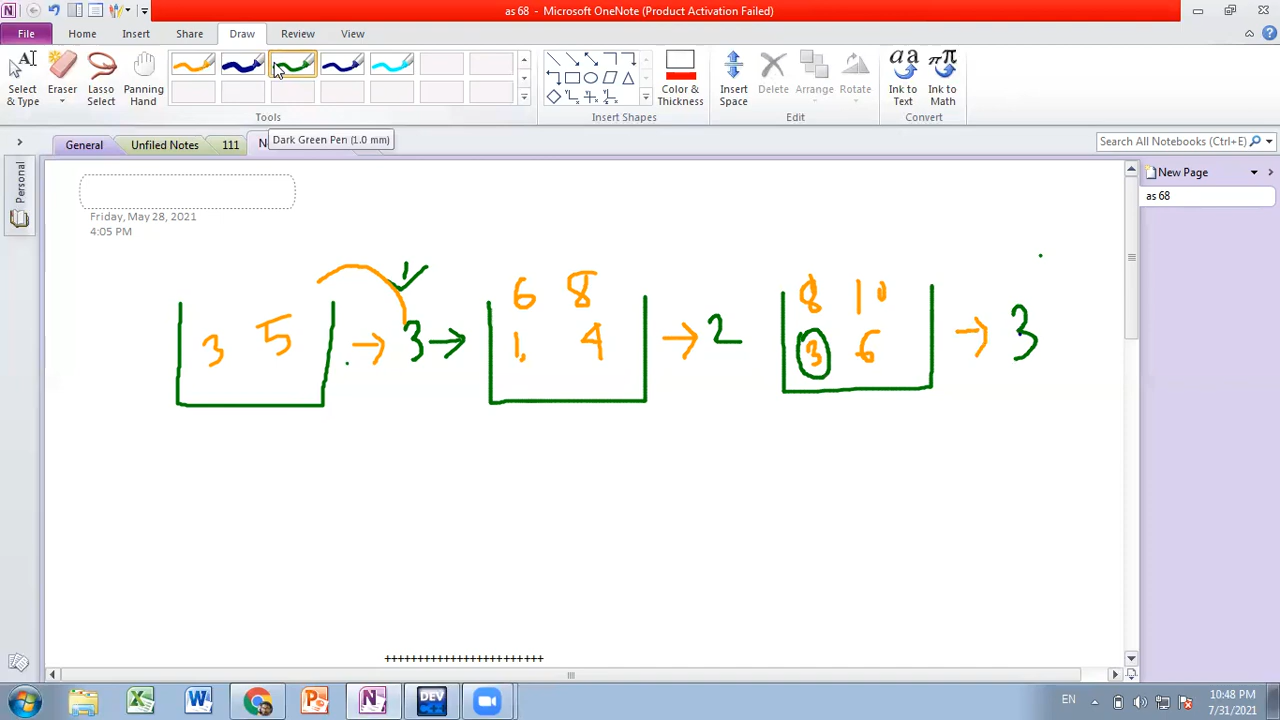 as 68 - Microsoft OneNote (Product Activation Failed)
File Home Insert Share Draw Review View
Select & Type
Eraser
Lasso Select
Panning Hand
Color & Thickness
Insert Space
Delete
Arrange
Rotate
Ink to Text
Ink to Math
Tools
Insert Shapes
Edit
Convert
Dark Green Pen (1.0 mm)
General
Unfiled Notes
111
Search All Notebooks (Ctrl+E)
New Page
as 68
Personal
Friday, May 28, 2021
4:05 PM
6 8 8 10
3 5 → 3 → 1. 4 → 2 3 6 → 3
++++++++++++++++++++++++
EN
10:48 PM
7/31/2021
DEV